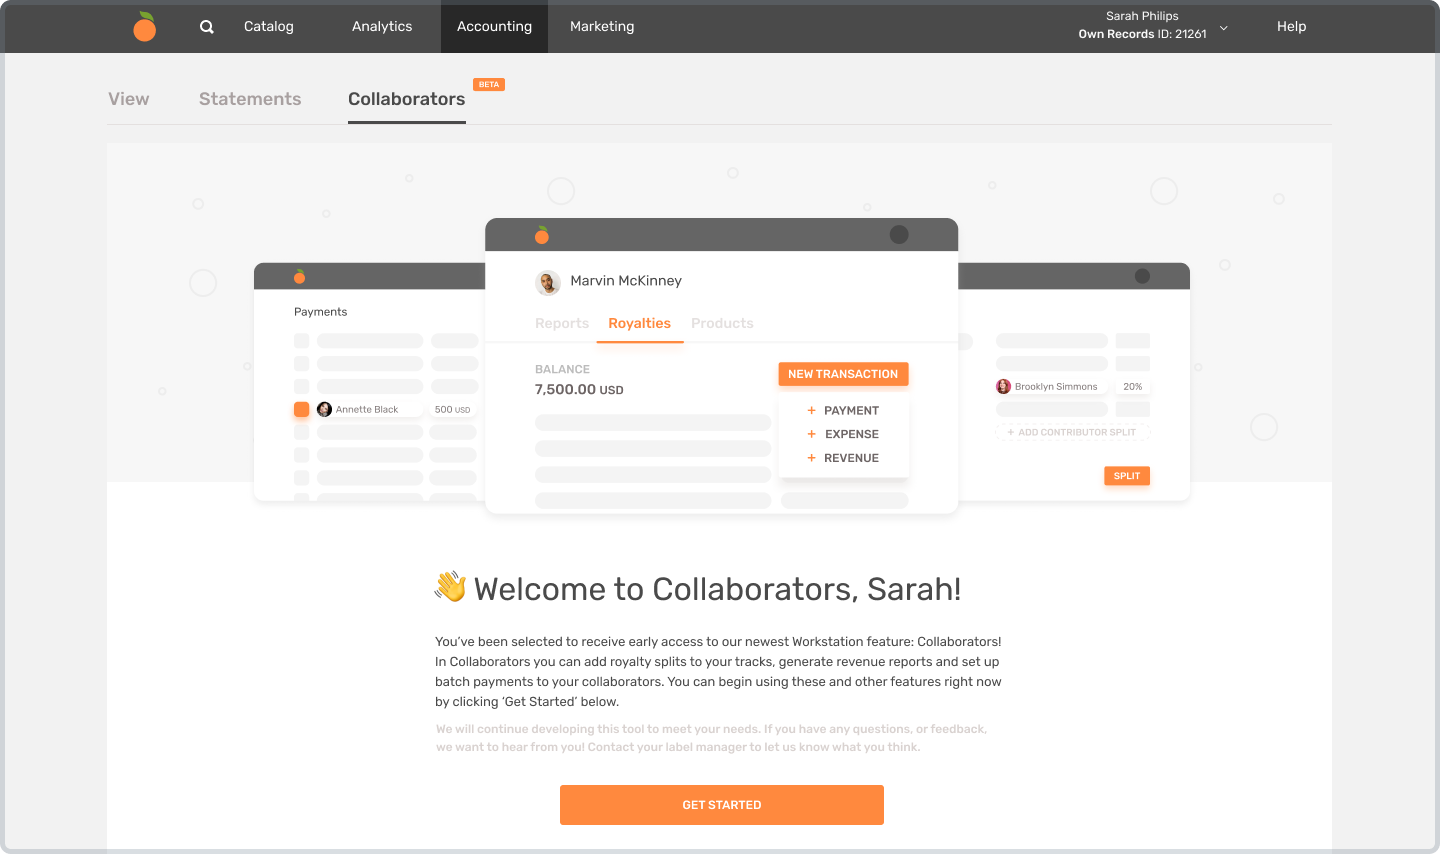 Catalog
Analytics
Accounting
Marketing
Sarah Philips
Own Records ID: 21261
Help
View
Statements
Collaborators
BETA
Payments
Annette Black
500 USD
Marvin McKinney
Reports
Royalties
Products
BALANCE
7,500.00 USD
NEW TRANSACTION
+ PAYMENT
+ EXPENSE
+ REVENUE
Brooklyn Simmons
20%
+ ADD CONTRIBUTOR SPLIT
SPLIT
Welcome to Collaborators, Sarah!
You’ve been selected to receive early access to our newest Workstation feature: Collaborators!
In Collaborators you can add royalty splits to your tracks, generate revenue reports and set up
batch payments to your collaborators. You can begin using these and other features right now
by clicking ‘Get Started’ below.
We will continue developing this tool to meet your needs. If you have any questions, or feedback,
we want to hear from you! Contact your label manager to let us know what you think.
GET STARTED